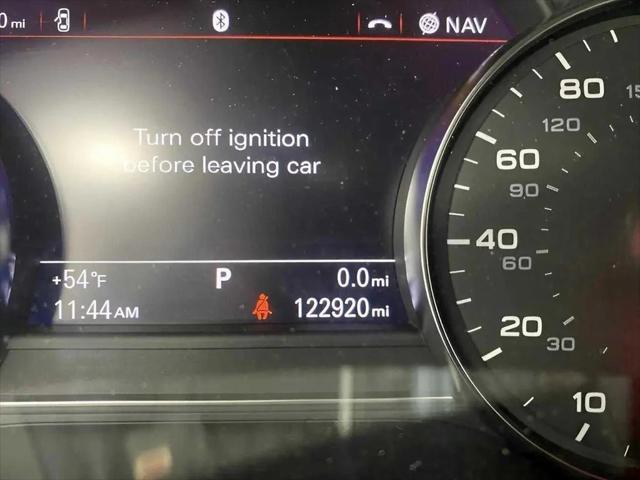 0 mi NAV
Turn off ignition
before leaving car
+54°F P 0.0 mi
11:44 AM 122920 mi
80
120
60
90
40
60
20
30
10